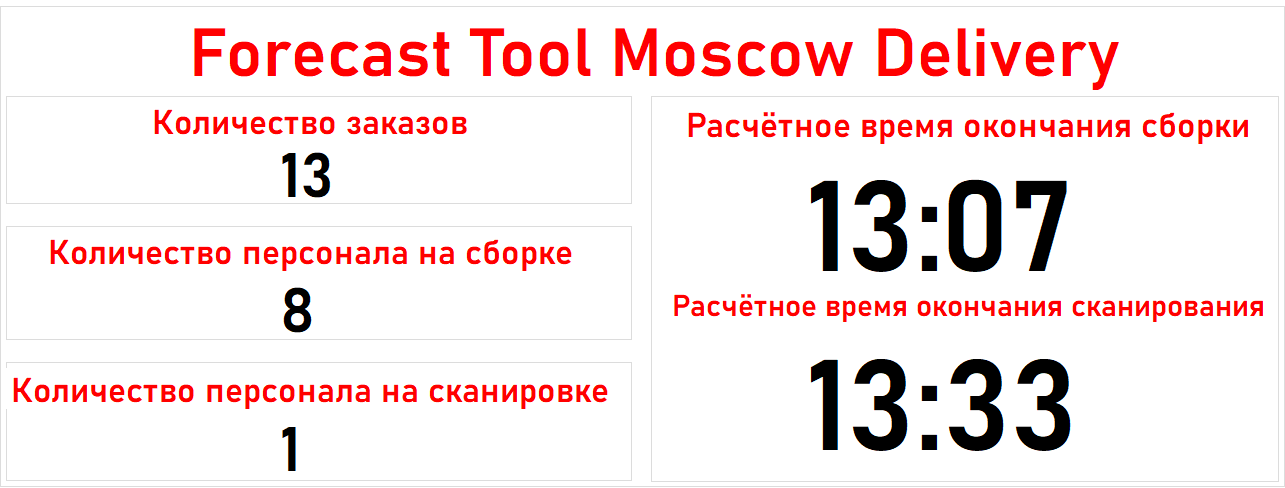 Forecast Tool Moscow Delivery
Количество заказов
13
Количество персонала на сборке
8
Количество персонала на сканировке
1
Расчётное время окончания сборки
13:07
Расчётное время окончания сканирования
13:33